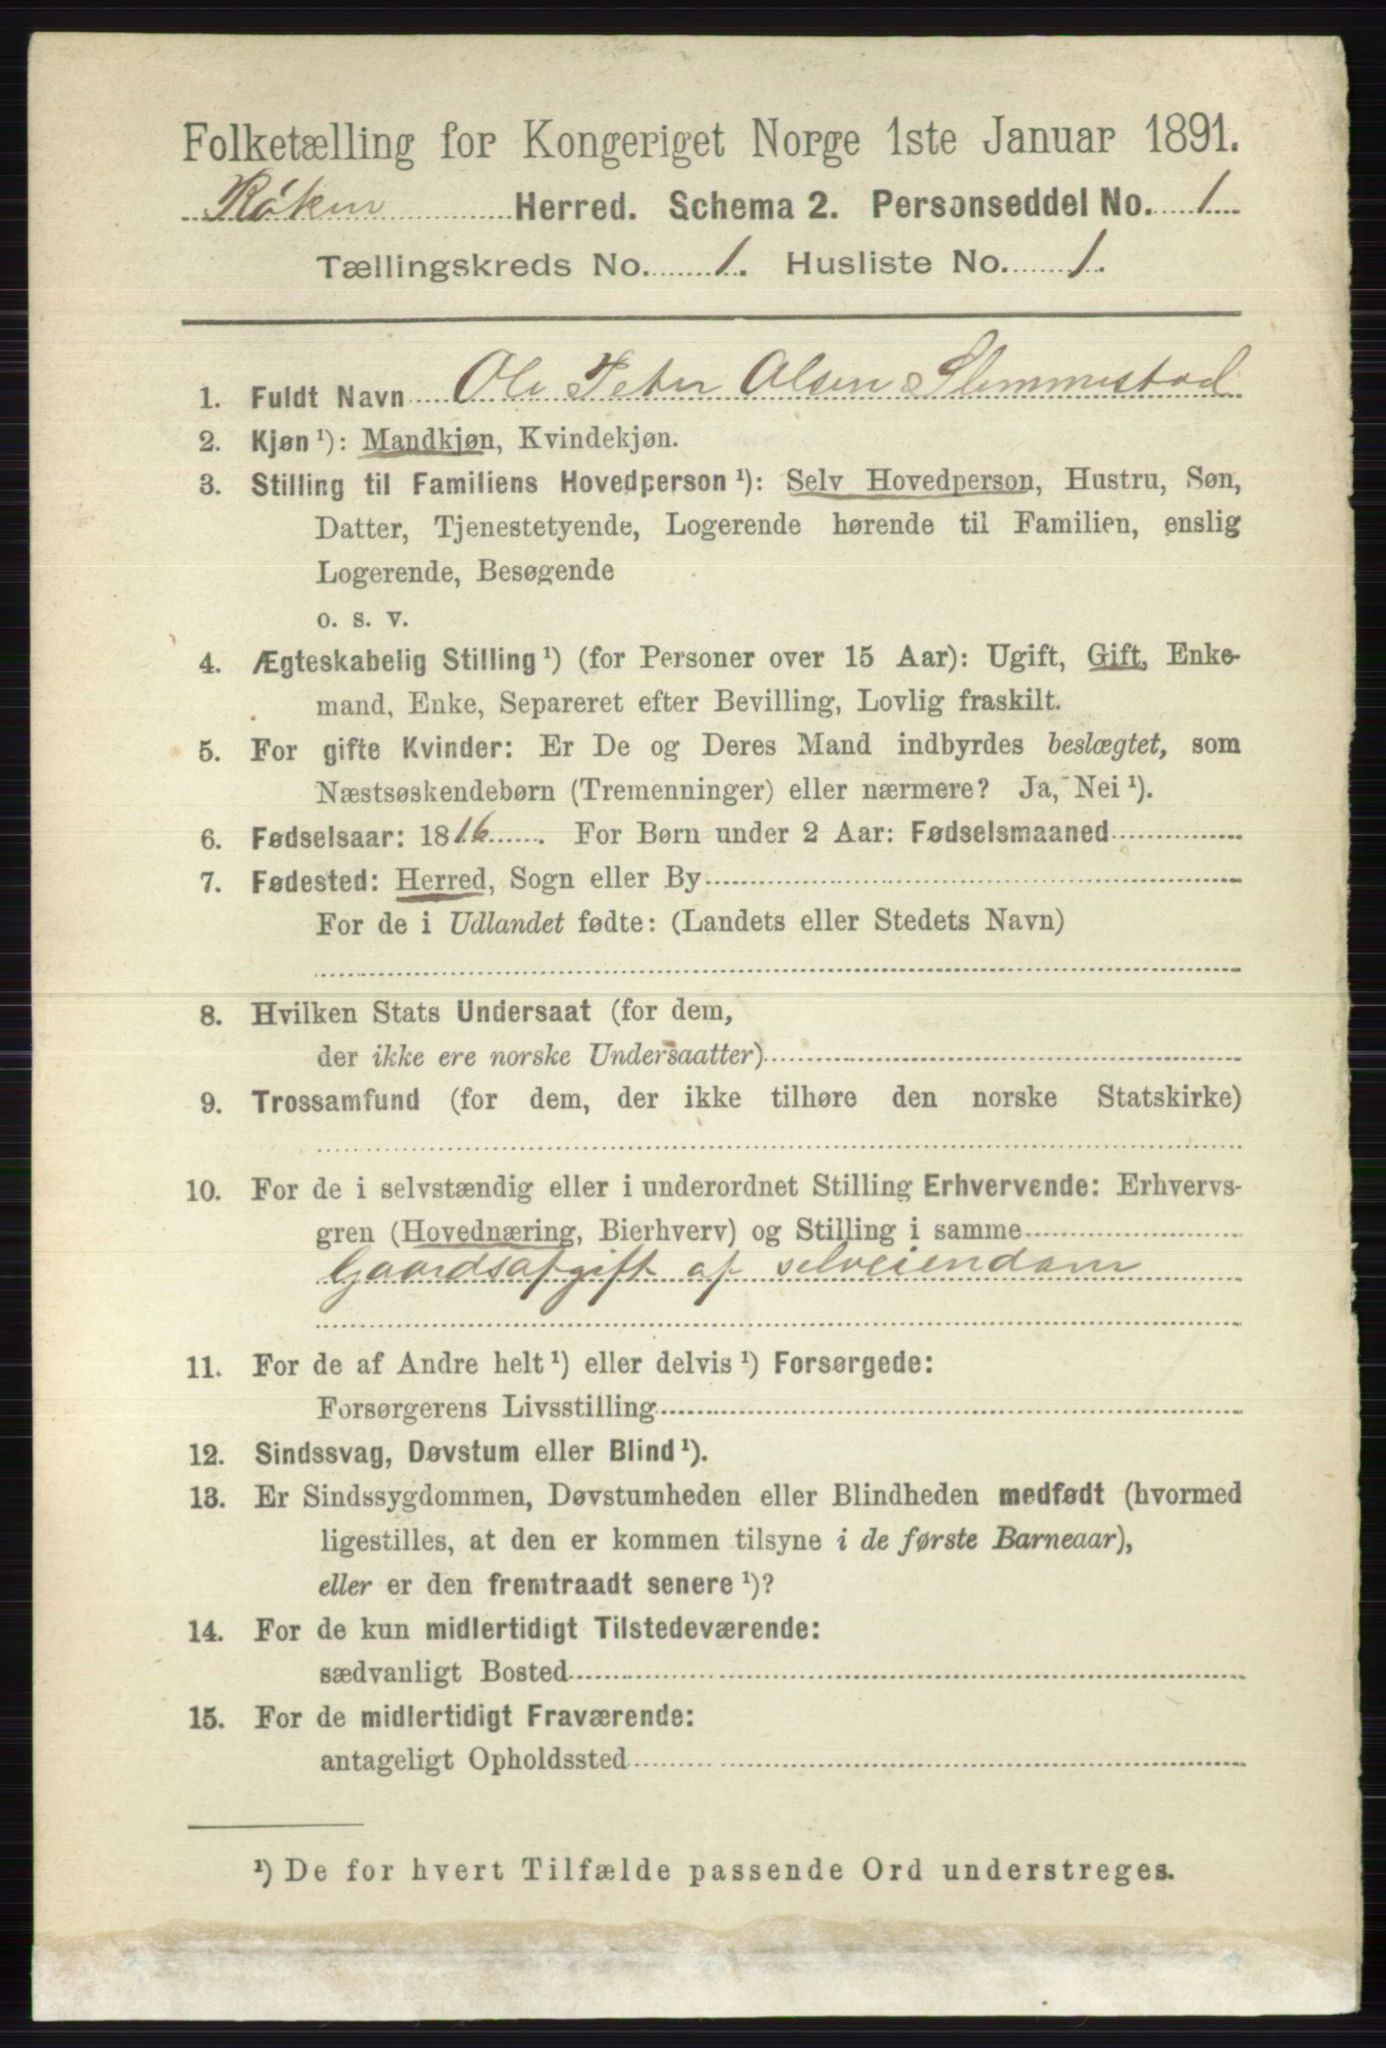 Folketælling for Kongeriget Norge 1ste Januar 1891.
Røken Herred. Schema 2. Personseddel No. 1
Tællingskreds No. 1. Husliste No. 1.
1. Fuldt Navn Ole Peter Olsen Slemmestad
2. Kjøn ¹): Mandkjøn, Kvindekjøn.
3. Stilling til Familiens Hovedperson ¹): Selv Hovedperson, Hustru, Søn,
Datter, Tjenestetyende, Logerende hørende til Familien, enslig
Logerende, Besøgende
o. s. v.
4. Ægteskabelig Stilling ¹) (for Personer over 15 Aar): Ugift, Gift, Enke-
mand, Enke, Separeret efter Bevilling, Lovlig fraskilt.
5. For gifte Kvinder: Er De og Deres Mand indbyrdes beslægtet, som
Næstsøskendebørn (Tremenninger) eller nærmere? Ja, Nei ¹).
6. Fødselsaar: 1816. For Børn under 2 Aar: Fødselsmaaned
7. Fødested: Herred, Sogn eller By
For de i Udlandet fødte: (Landets eller Stedets Navn)
8. Hvilken Stats Undersaat (for dem,
der ikke ere norske Undersaatter)
9. Trossamfund (for dem, der ikke tilhøre den norske Statskirke)
10. For de i selvstændig eller i underordnet Stilling Erhvervende: Erhvervs-
gren (Hovednæring, Bierhverv) og Stilling i samme
Gaardsafgift af selveiendom
11. For de af Andre helt ¹) eller delvis ¹) Forsørgede:
Forsørgerens Livsstilling
12. Sindssvag, Døvstum eller Blind ¹).
13. Er Sindssygdommen, Døvstumheden eller Blindheden medfødt (hvormed
ligestilles, at den er kommen tilsyne i de første Barneaar),
eller er den fremtraadt senere ¹)?
14. For de kun midlertidigt Tilstedeværende:
sædvanligt Bosted
15. For de midlertidigt Fraværende:
antageligt Opholdssted
¹) De for hvert Tilfælde passende Ord understreges.